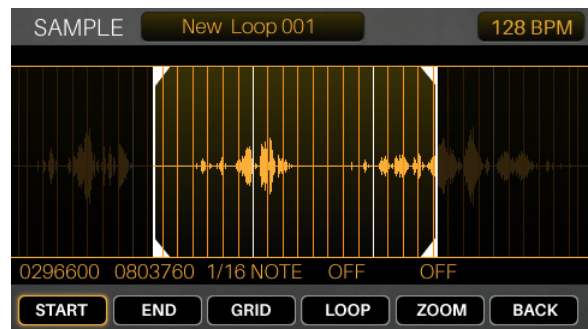 SAMPLE New Loop 001 128 BPM
0296600 0803760 1/16 NOTE OFF OFF
START END GRID LOOP ZOOM BACK